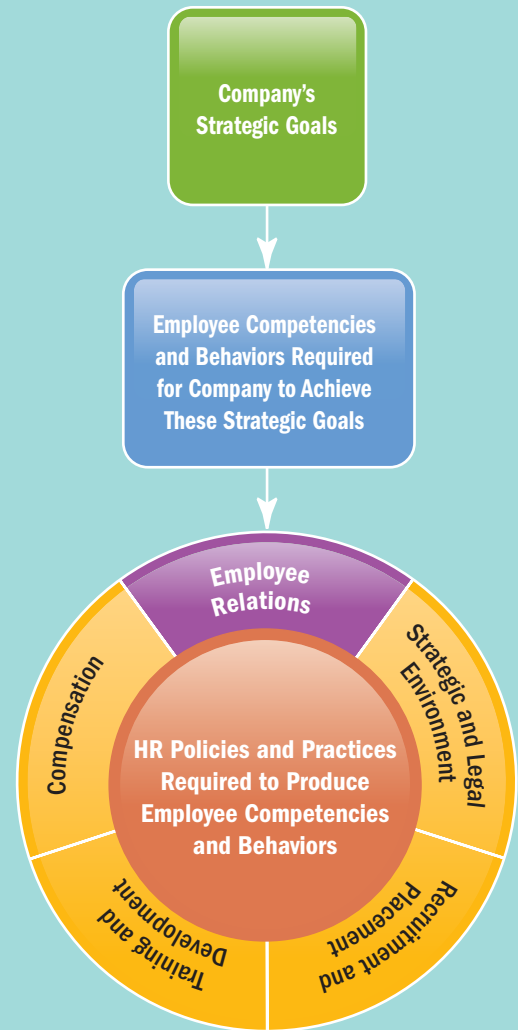 Company's
Strategic Goals
Employee Competencies
and Behaviors Required
for Company to Achieve
These Strategic Goals
Employee
Relations
Strategic and Legal
Environment
Recruitment and
Placement
Training and
Development
Compensation
HR Policies and Practices
Required to Produce
Employee Competencies
and Behaviors